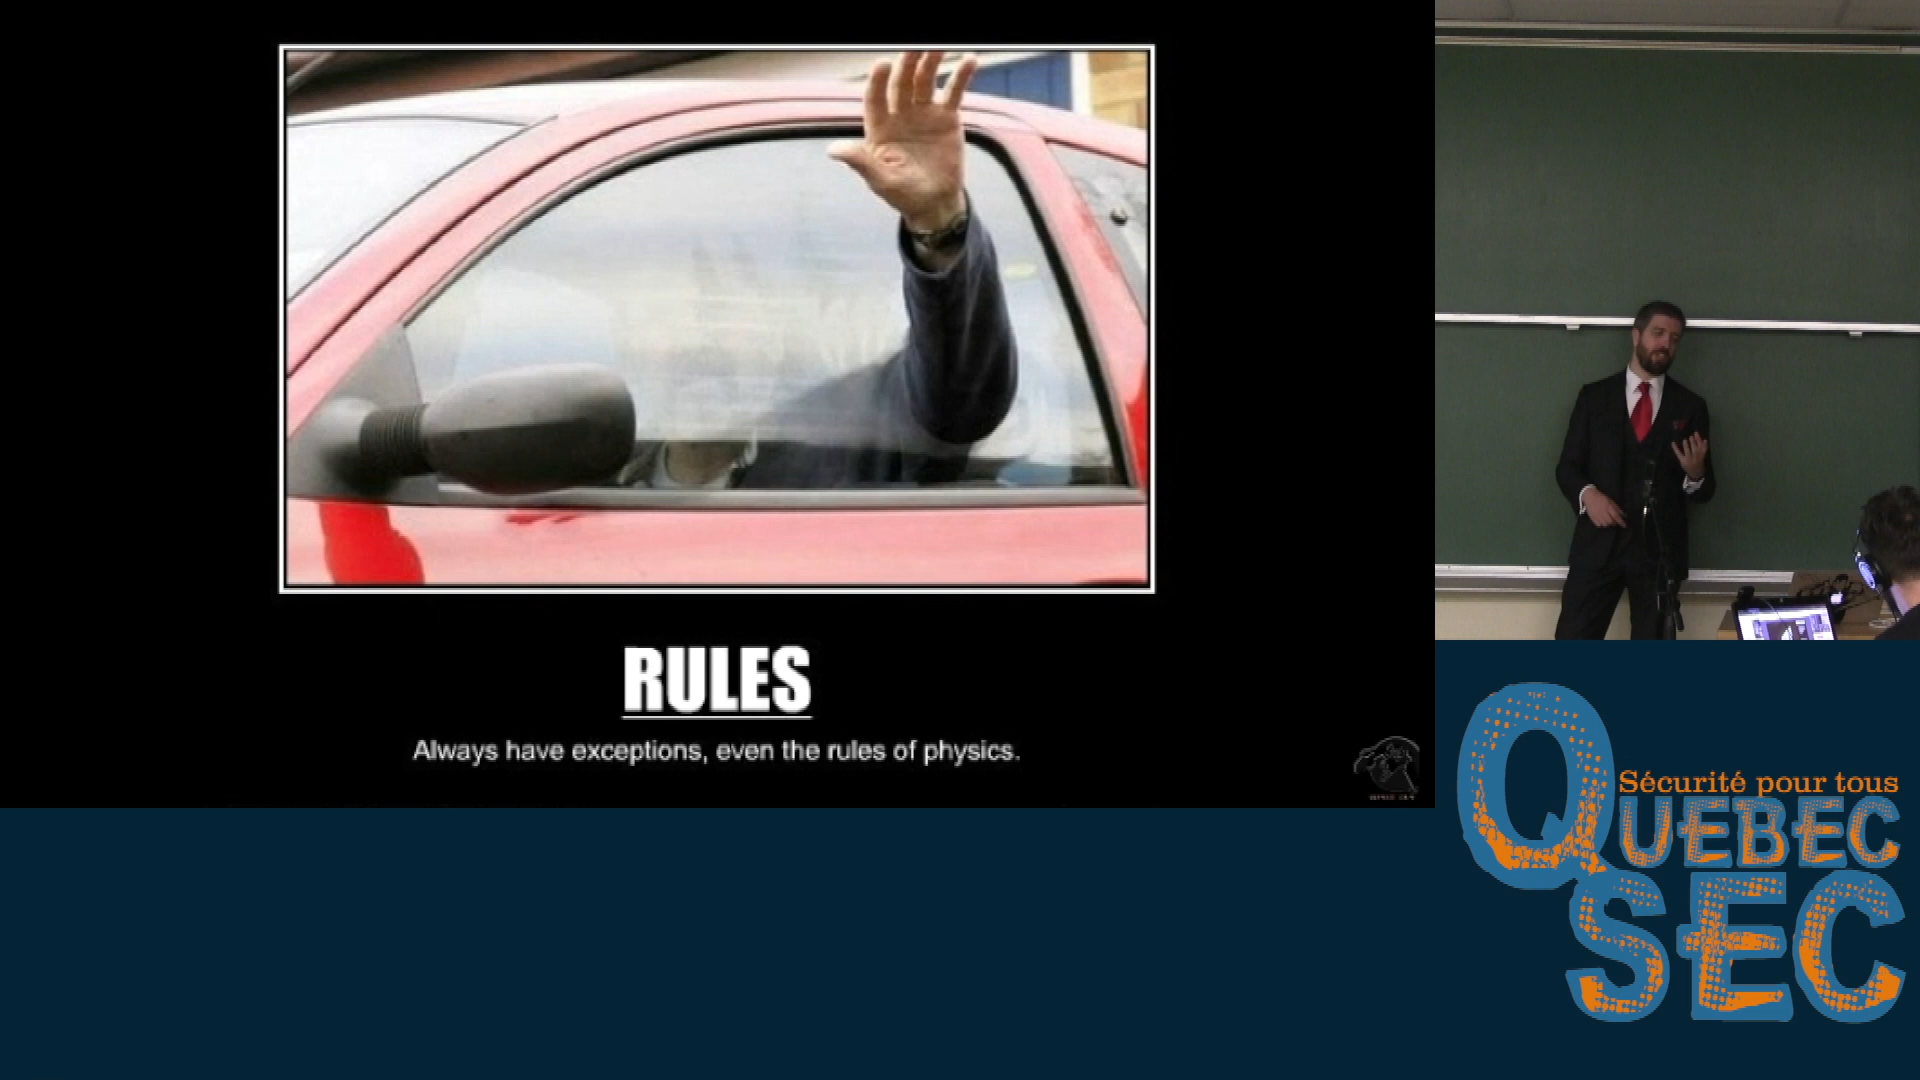 RULES
Always have exceptions, even the rules of physics.
Sécurité pour tous
QUEBEC
SEC